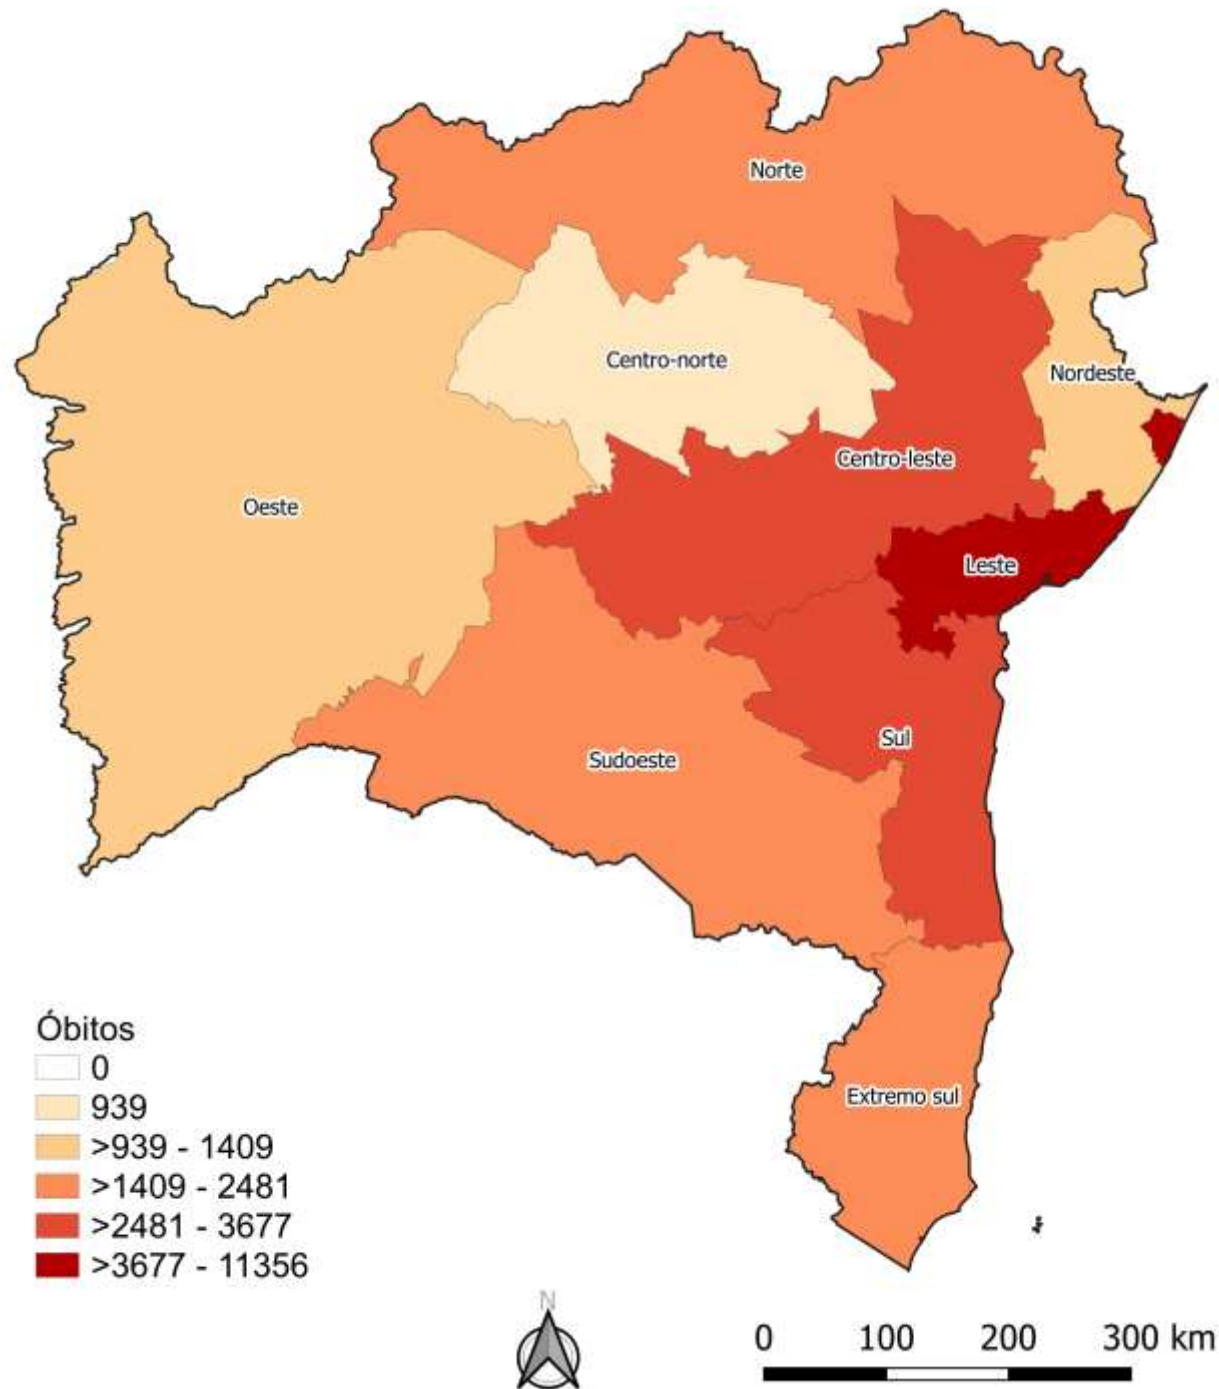 Norte
Centro-norte
Nordeste
Centro-leste
Oeste
Leste
Sul
Sudoeste
Extremo sul
Óbitos
0
939
>939 - 1409
>1409 - 2481
>2481 - 3677
>3677 - 11356
N
0 100 200 300 km